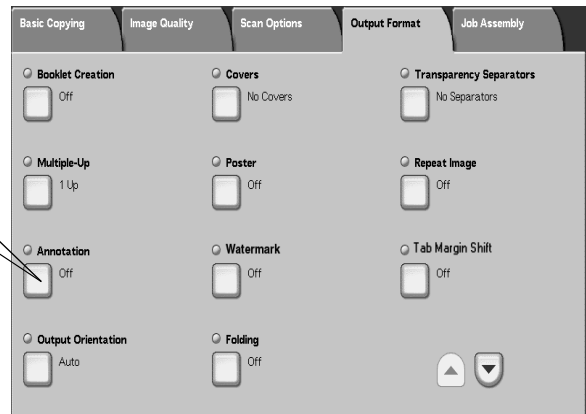 Basic Copying
Image Quality
Scan Options
Output Format
Job Assembly
Booklet Creation
Off
Covers
No Covers
Transparency Separators
No Separators
Multiple-Up
1 Up
Poster
Off
Repeat Image
Off
Annotation
Off
Watermark
Off
Tab Margin Shift
Off
Output Orientation
Auto
Folding
Off